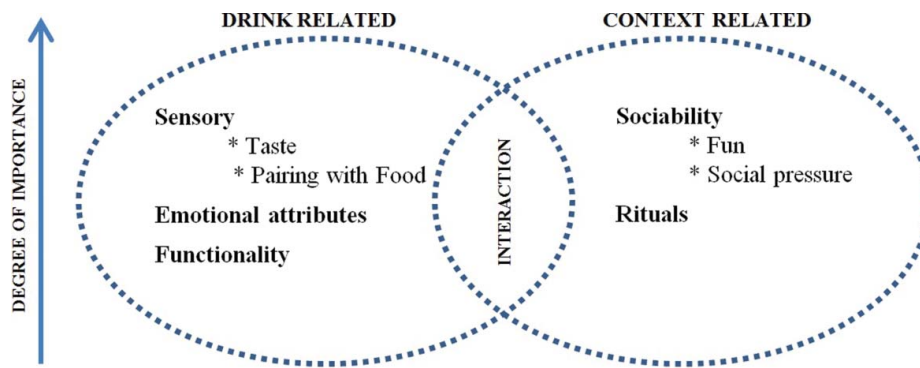 DRINK RELATED
CONTEXT RELATED
DEGREE OF IMPORTANCE
Sensory
* Taste
* Pairing with Food
Emotional attributes
Functionality
INTERACTION
Sociability
* Fun
* Social pressure
Rituals